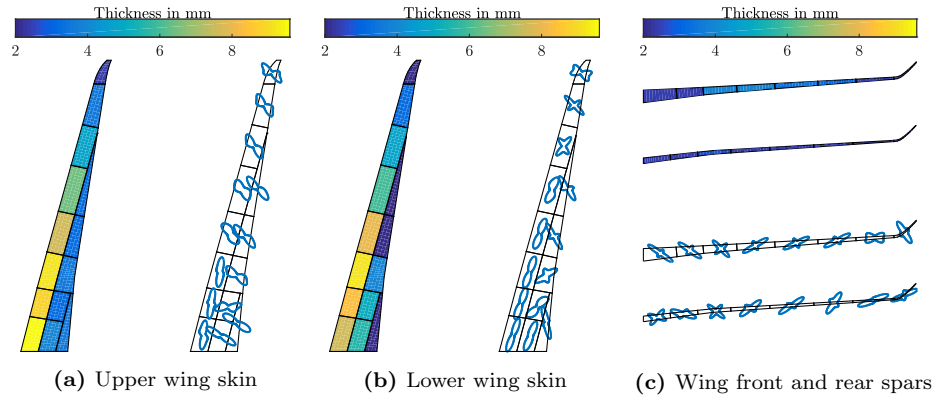 Thickness in mm Thickness in mm Thickness in mm
2 4 6 8 2 4 6 8 2 4 6 8
(a) Upper wing skin (b) Lower wing skin (c) Wing front and rear spars